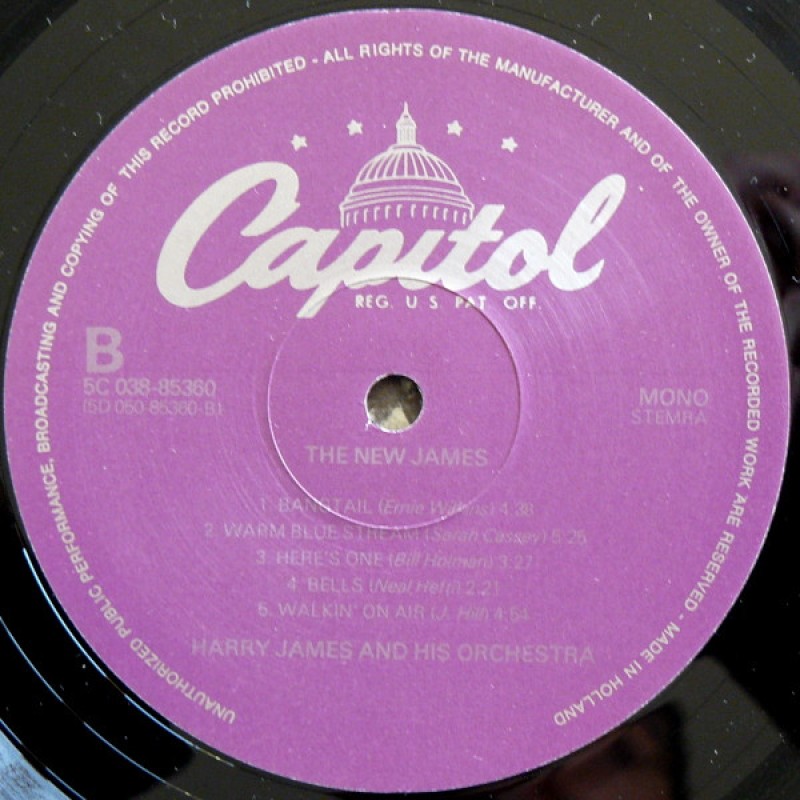 UNAUTHORIZED PUBLIC PERFORMANCE, BROADCASTING AND COPYING OF THIS RECORD PROHIBITED - ALL RIGHTS OF THE MANUFACTURER AND OF THE OWNER OF THE RECORDED WORK ARE RESERVED - MADE IN HOLLAND
Capitol
REG. U S PAT OFF.
B
5C 038-85360
(5D 060-85360-B)
MONO
STEMRA
THE NEW JAMES
1. BANGTAIL (Ernie Wilkins) 4:38
2. WARM BLUE STREAM (Sarah Cassey) 5:25
3. HERE'S ONE (Bill Holman) 3:27
4. BELLS (Neal Hefti) 2:21
5. WALKIN' ON AIR (J. Hill) 4:54
HARRY JAMES AND HIS ORCHESTRA